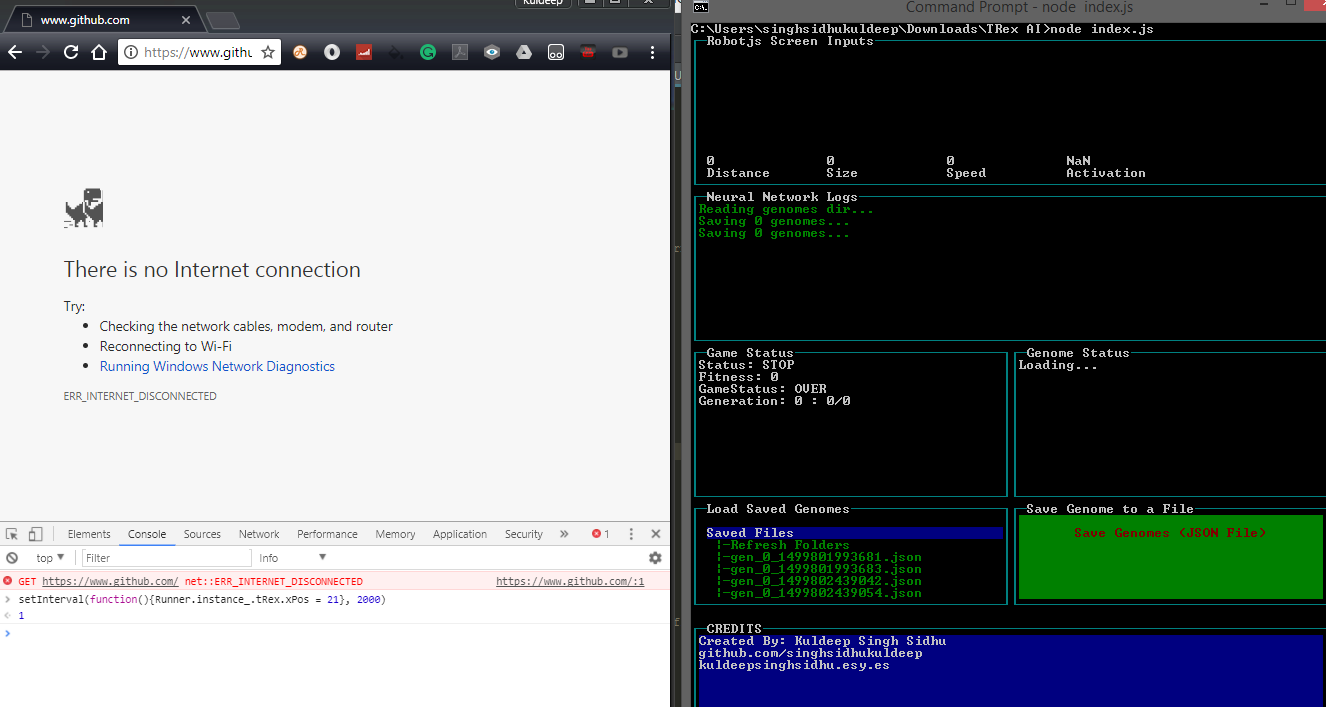 Kuldeep
www.github.com
https://www.githu
There is no Internet connection
Try:
Checking the network cables, modem, and router
Reconnecting to Wi-Fi
Running Windows Network Diagnostics
ERR_INTERNET_DISCONNECTED
Elements Console Sources Network Performance Memory Application Security » 1
top Filter Info
GET https://www.github.com/ net::ERR_INTERNET_DISCONNECTED https://www.github.com/:1
setInterval(function(){Runner.instance_.tRex.xPos = 21}, 2000)
1
Command Prompt - node index.js
C:\Users\singhsidhukuldeep\Downloads\TRex AI>node index.js
Robotjs Screen Inputs
0 0 0 NaN
Distance Size Speed Activation
Neural Network Logs
Reading genomes dir...
Saving 0 genomes...
Saving 0 genomes...
Game Status
Status: STOP
Fitness: 0
GameStatus: OVER
Generation: 0 : 0/0
Genome Status
Loading...
Load Saved Genomes
Saved Files
¦-Refresh Folders
¦-gen_0_1499801993681.json
¦-gen_0_1499801993683.json
¦-gen_0_1499802439042.json
¦-gen_0_1499802439054.json
Save Genome to a File
Save Genomes (JSON File)
CREDITS
Created By: Kuldeep Singh Sidhu
github.com/singhsidhukuldeep
kuldeepsinghsidhu.esy.es